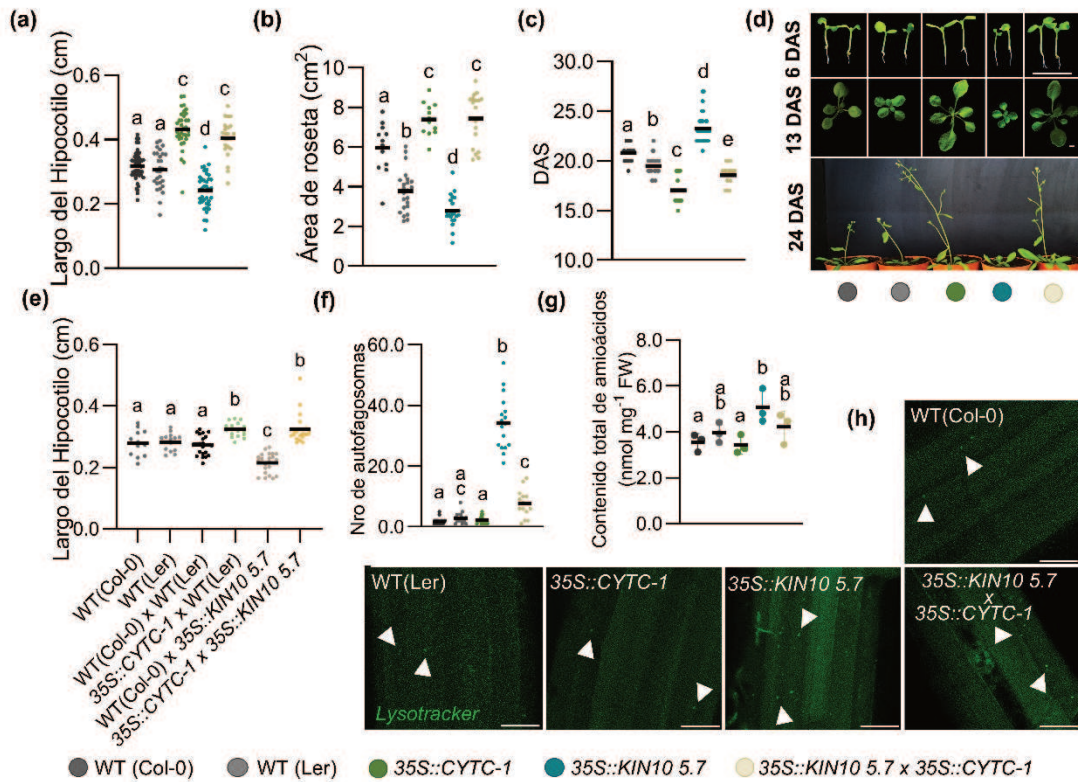 (a)
Largo del Hipocotilo (cm)
0.6
0.4
0.2
0.0
a
a
c
d
c
(b)
Área de roseta (cm²)
10
8
6
4
2
0
a
b
c
d
c
(c)
DAS
30.0
25.0
20.0
15.0
10.0
a
b
c
d
e
(d)
6 DAS
13 DAS
24 DAS
(e)
Largo del Hipocotilo (cm)
0.6
0.4
0.2
0.0
a
a
a
b
c
b
WT(Col-0)
WT(Ler)
WT(Col-0) x WT(Ler)
35S::CYTC-1 x WT(Ler)
WT(Col-0) x 35S::KIN10 5.7
35S::CYTC-1 x 35S::KIN10 5.7
(f)
Nro de autofagosomas
60.0
40.0
20.0
0.0
a
a
c
a
b
c
(g)
Contenido total de amioácidos
(nmol mg⁻¹ FW)
8.0
6.0
4.0
2.0
0.0
a
a
b
a
b
a
b
(h)
WT(Col-0)
WT(Ler)
Lysotracker
35S::CYTC-1
35S::KIN10 5.7
35S::KIN10 5.7
x
35S::CYTC-1
WT (Col-0)
WT (Ler)
35S::CYTC-1
35S::KIN10 5.7
35S::KIN10 5.7 x 35S::CYTC-1